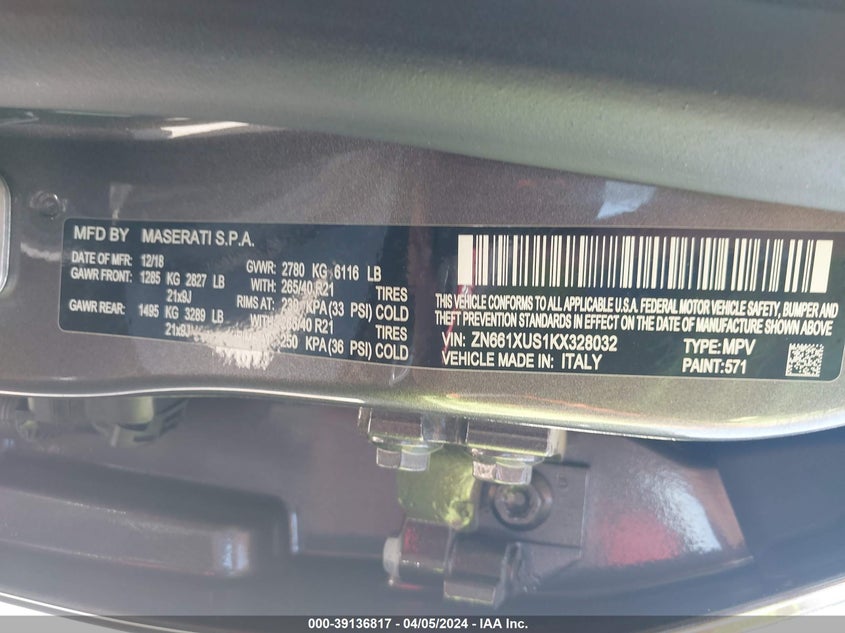 MFD BY MASERATI S.P.A.
DATE OF MFR: 12/18 GVWR: 2780 KG 6116 LB
GAWR FRONT: 1285 KG 2827 LB WITH: 265/40 R21 TIRES
21x9J RIMS AT: KPA (33 PSI) COLD
GAWR REAR: 1495 KG 3289 LB WITH R21 TIRES
21x9J 250 KPA (36 PSI) COLD
THIS VEHICLE CONFORMS TO ALL APPLICABLE U.S.A. FEDERAL MOTOR VEHICLE SAFETY, BUMPER AND
THEFT PREVENTION STANDARDS IN EFFECT ON THE DATE OF MANUFACTURE SHOWN ABOVE
VIN: ZN661XUS1KX328032 TYPE: MPV
VEHICLE MADE IN: ITALY PAINT: 571
000-39136817 - 04/05/2024 - IAA Inc.